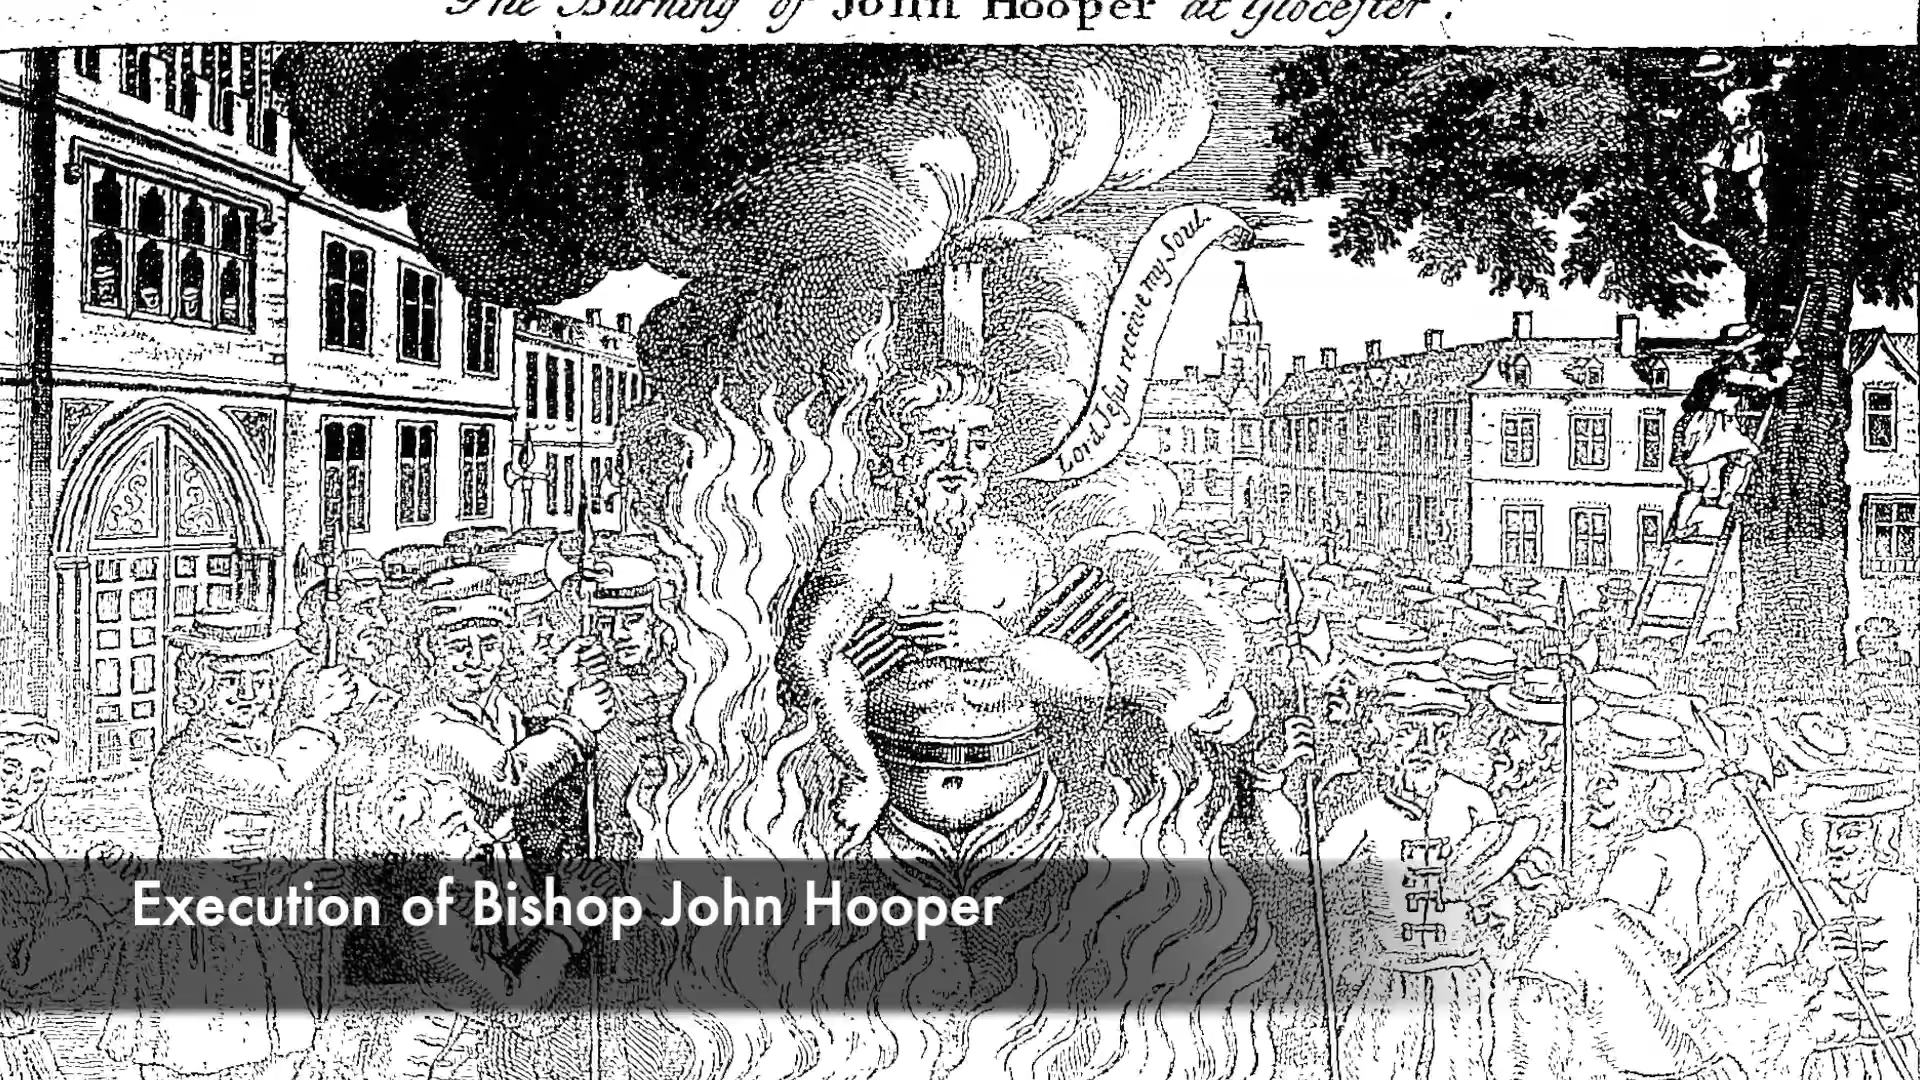 The Burning of John Hooper at Glocester.
Lord Jesus receive my Soul.
Execution of Bishop John Hooper